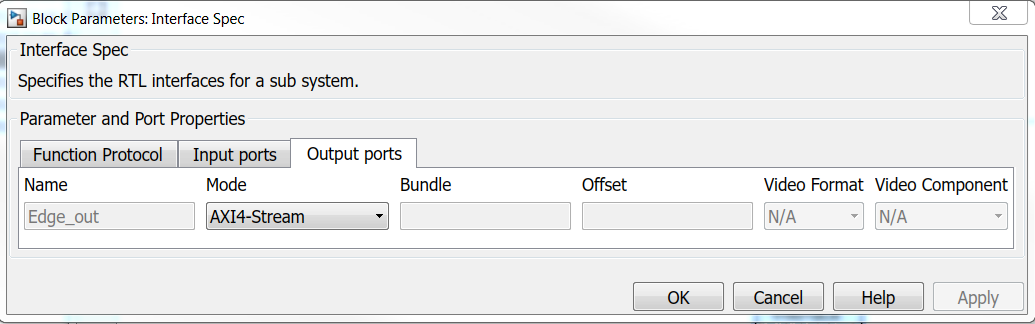 Block Parameters: Interface Spec
Interface Spec
Specifies the RTL interfaces for a sub system.
Parameter and Port Properties
Function Protocol Input ports Output ports
Name Mode Bundle Offset Video Format Video Component
Edge_out AXI4-Stream N/A N/A
OK Cancel Help Apply